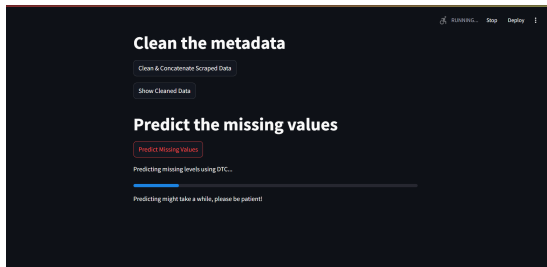 RUNNING... Stop Deploy
Clean the metadata
Clean & Concatenate Scraped Data
Show Cleaned Data
Predict the missing values
Predict Missing Values
Predicting missing levels using DTC...
Predicting might take a while, please be patient!